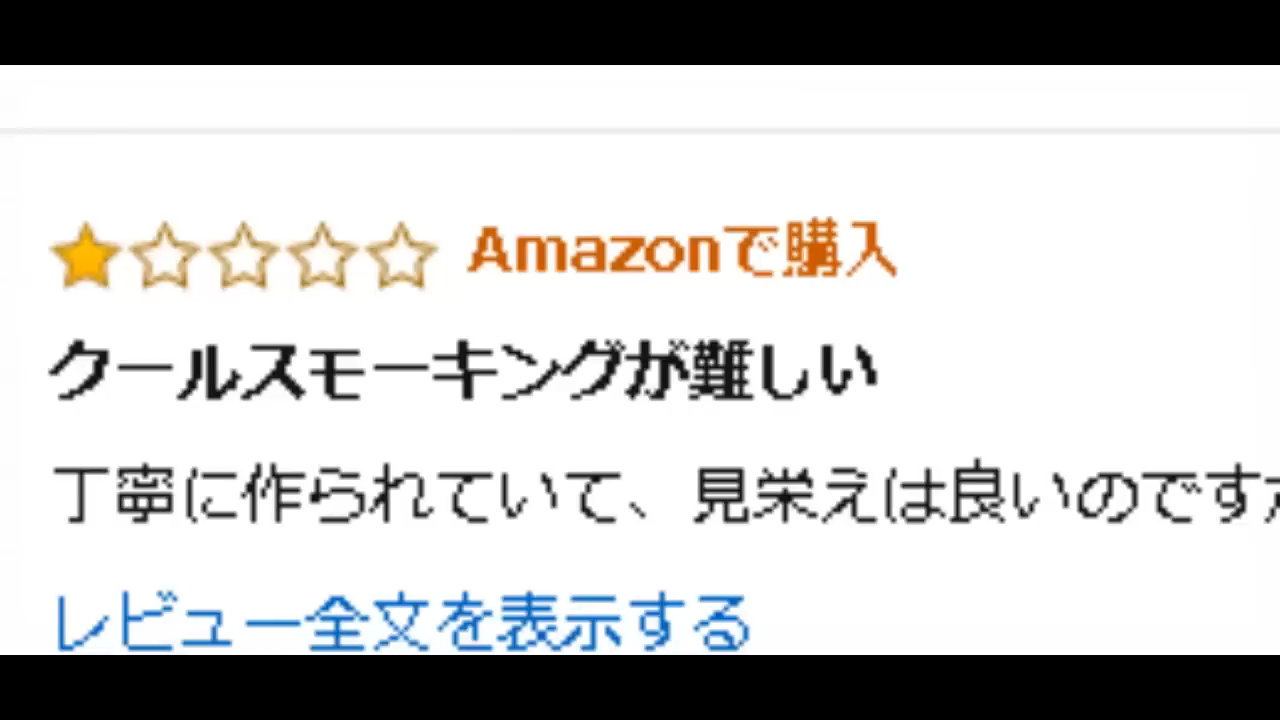 Amazonで購入
クールスモーキングが難しい
丁寧に作られていて、見栄えは良いのです
レビュー全文を表示する